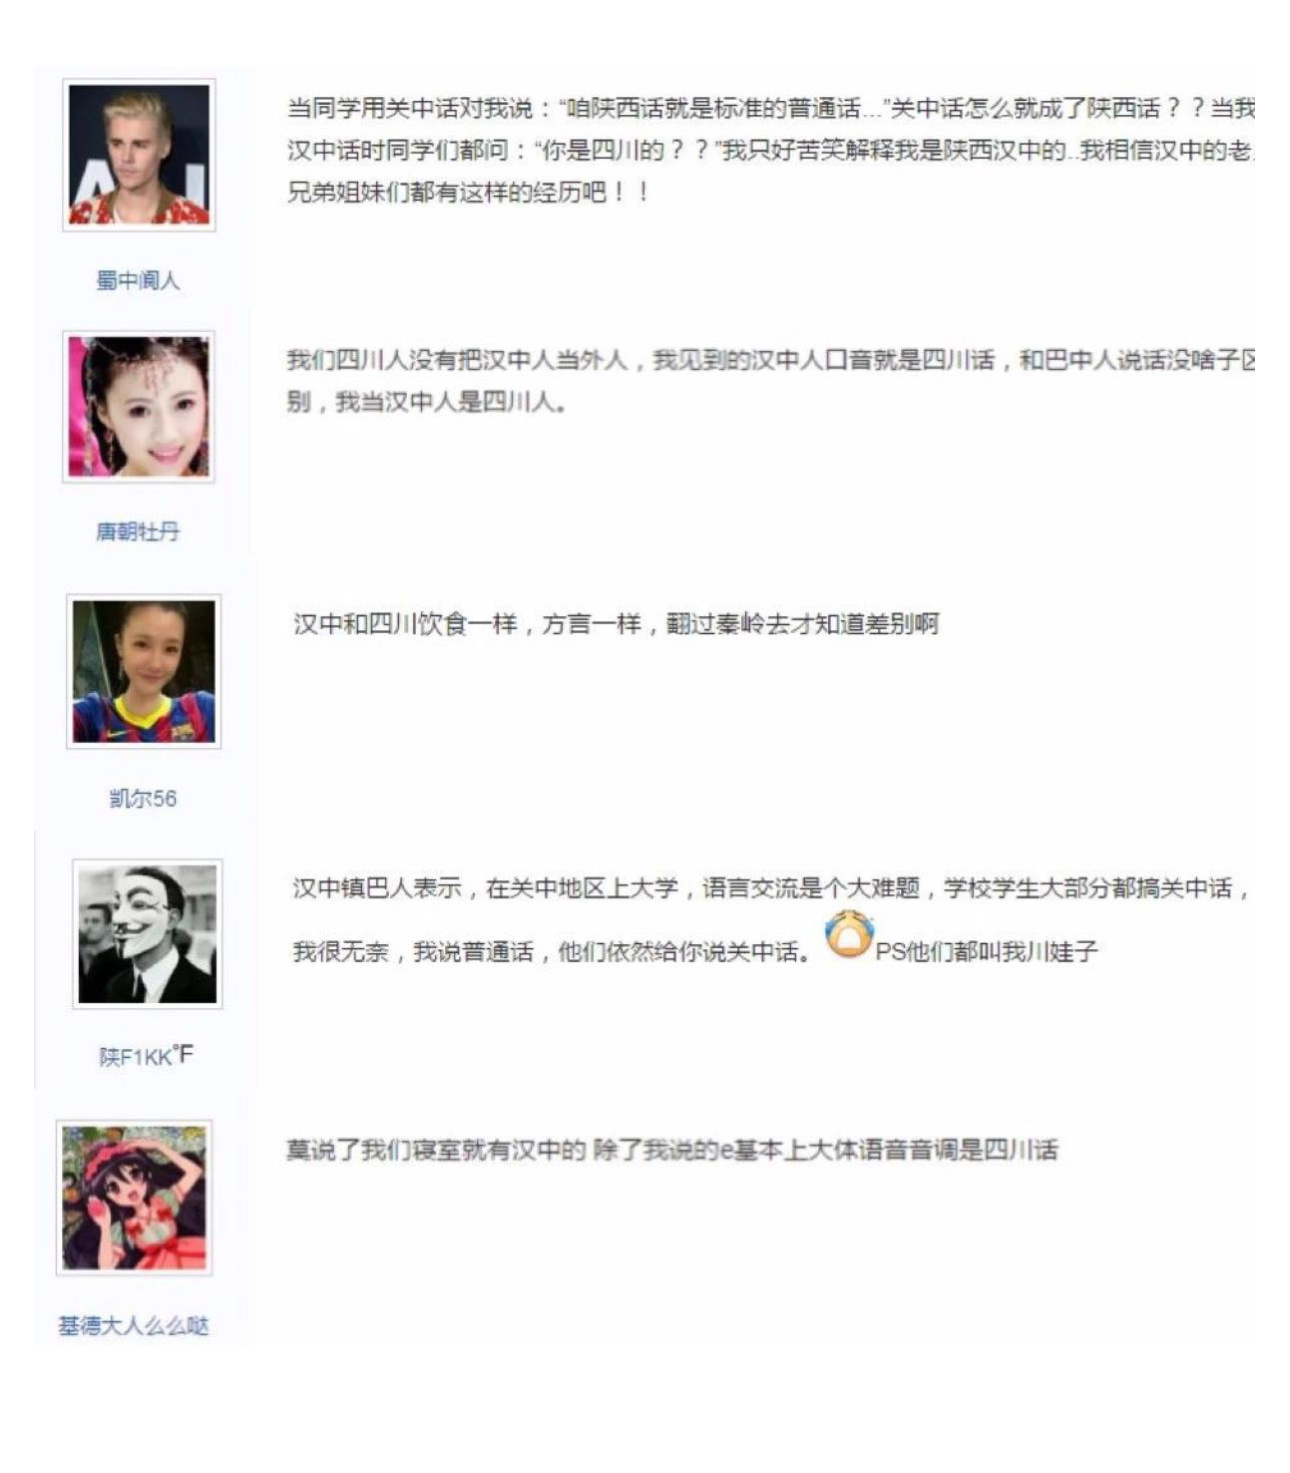 当同学用关中话对我说：“咱陕西话就是标准的普通话...”关中话怎么就成了陕西话？？当我
汉中话时同学们都问：“你是四川的？？”我只好苦笑解释我是陕西汉中的..我相信汉中的老
兄弟姐妹们都有这样的经历吧！！
蜀中阆人
我们四川人没有把汉中人当外人，我见到的汉中人口音就是四川话，和巴中人说话没啥子区
别，我当汉中人是四川人。
唐朝牡丹
汉中和四川饮食一样，方言一样，翻过秦岭去才知道差别啊
凯尔56
汉中镇巴人表示，在关中地区上大学，语言交流是个大难题，学校学生大部分都搞关中话，
我很无奈，我说普通话，他们依然给你说关中话。PS他们都叫我川娃子
陕F1KK℉
莫说了我们寝室就有汉中的 除了我说的e基本上大体语音音调是四川话
基德大人么么哒